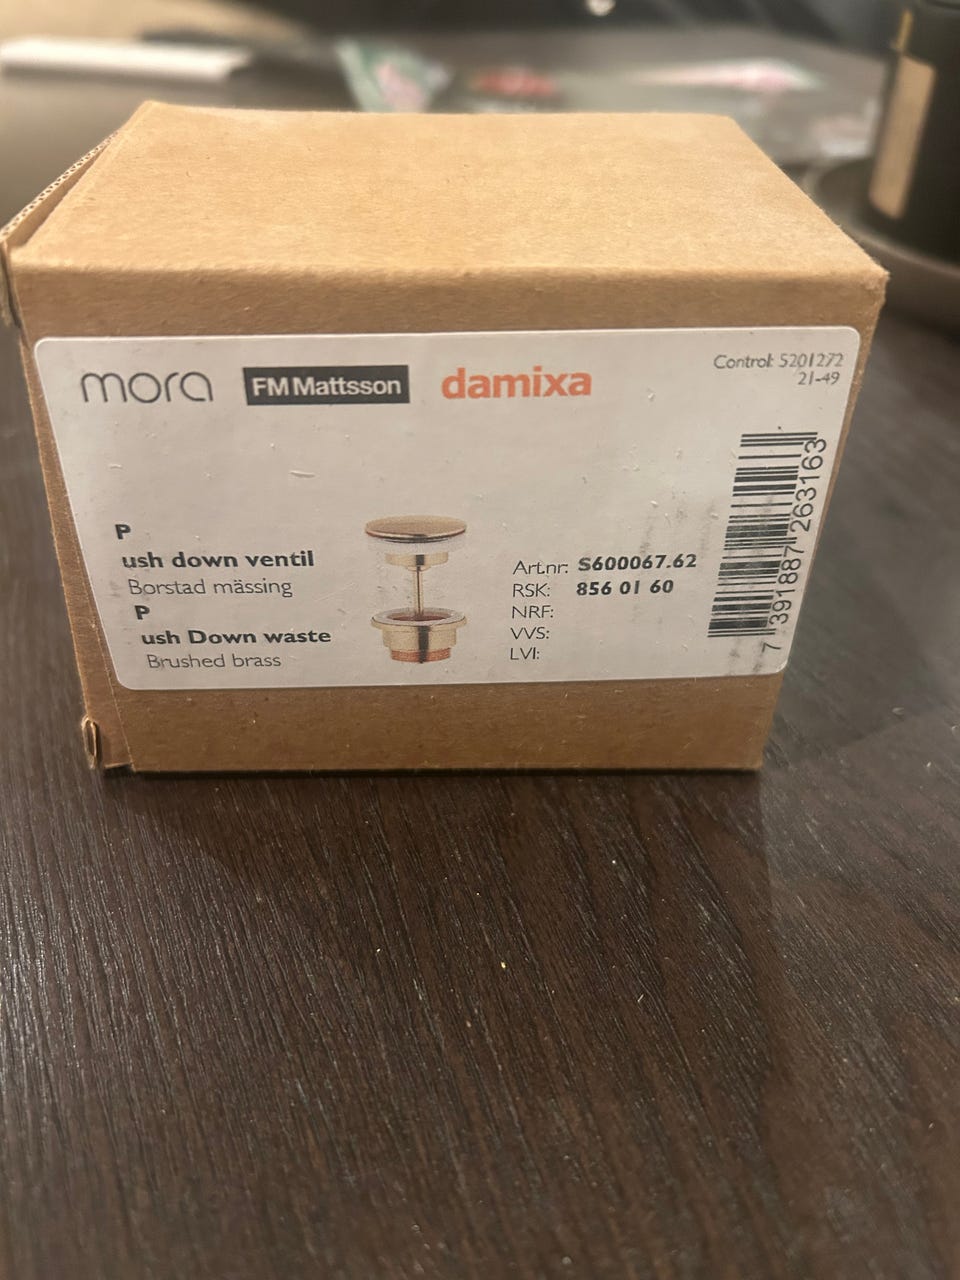 mora FM Mattsson damixa
Control: 5201272
21-49
P
ush down ventil
Borstad mässing
P
ush Down waste
Brushed brass
Art.nr: S600067.62
RSK: 856 01 60
NRF:
VVS:
LVI:
7 391887 263163